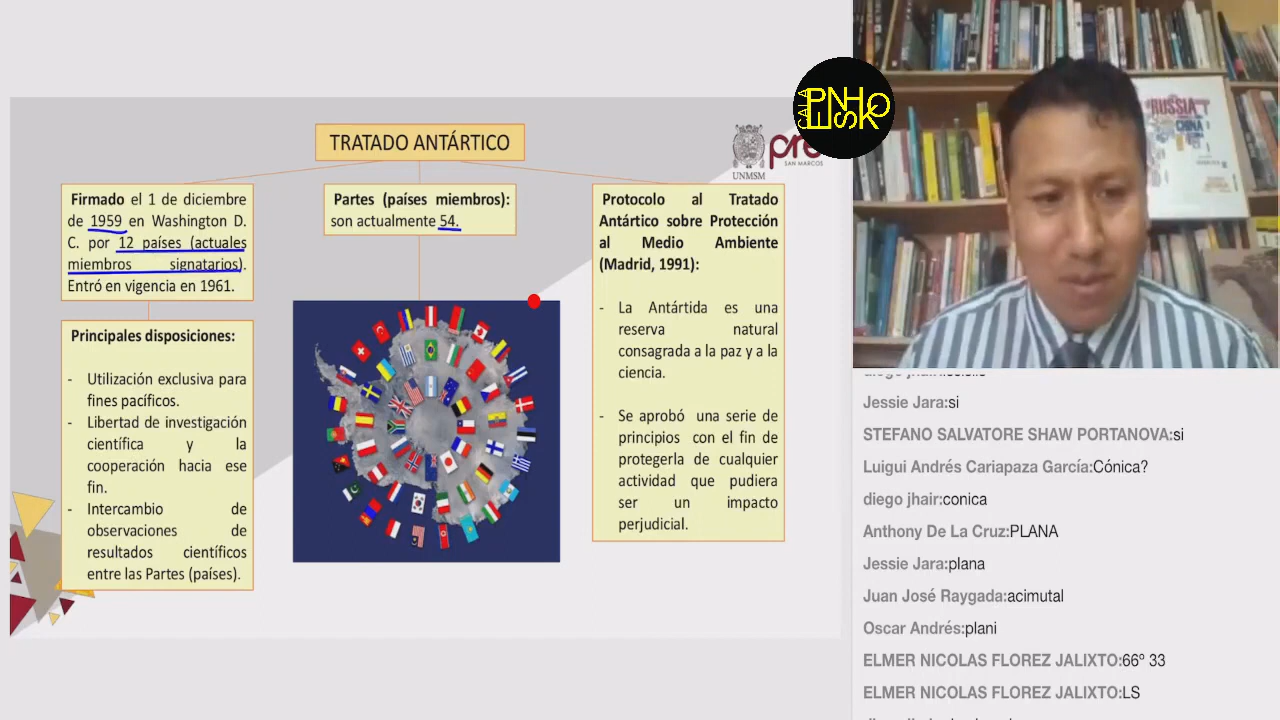 TRATADO ANTÁRTICO
UNMSM
pre
SAN MARCOS
CALA
PNHO
ESK
Firmado el 1 de diciembre
de 1959 en Washington D.
C. por 12 países (actuales
miembros signatarios).
Entró en vigencia en 1961.
Principales disposiciones:
- Utilización exclusiva para
fines pacíficos.
- Libertad de investigación
científica y la
cooperación hacia ese
fin.
- Intercambio de
observaciones de
resultados científicos
entre las Partes (países).
Partes (países miembros):
son actualmente 54.
Protocolo al Tratado
Antártico sobre Protección
al Medio Ambiente
(Madrid, 1991):
- La Antártida es una
reserva natural
consagrada a la paz y a la
ciencia.
- Se aprobó una serie de
principios con el fin de
protegerla de cualquier
actividad que pudiera
ser un impacto
perjudicial.
RUSSIA
CHINA
Jessie Jara:si
STEFANO SALVATORE SHAW PORTANOVA:si
Luigui Andrés Cariapaza García:Cónica?
diego jhair:conica
Anthony De La Cruz:PLANA
Jessie Jara:plana
Juan José Raygada:acimutal
Oscar Andrés:plani
ELMER NICOLAS FLOREZ JALIXTO:66º 33
ELMER NICOLAS FLOREZ JALIXTO:LS